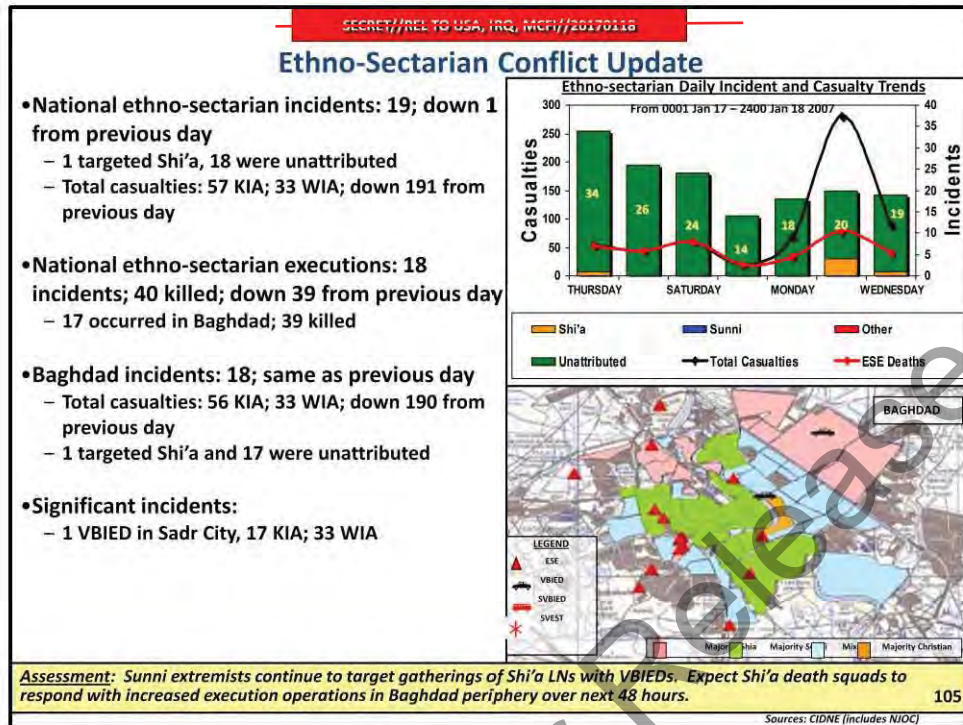 SECRET//REL TO USA, IRQ, MCFI//20170118
Ethno-Sectarian Conflict Update
•National ethno-sectarian incidents: 19; down 1
from previous day
– 1 targeted Shi’a, 18 were unattributed
– Total casualties: 57 KIA; 33 WIA; down 191 from
previous day
•National ethno-sectarian executions: 18
incidents; 40 killed; down 39 from previous day
– 17 occurred in Baghdad; 39 killed
•Baghdad incidents: 18; same as previous day
– Total casualties: 56 KIA; 33 WIA; down 190 from
previous day
– 1 targeted Shi’a and 17 were unattributed
•Significant incidents:
– 1 VBIED in Sadr City, 17 KIA; 33 WIA
Ethno-sectarian Daily Incident and Casualty Trends
From 0001 Jan 17 – 2400 Jan 18 2007
Casualties
300
250
200
150
100
50
0
34
26
24
14
18
20
19
40
35
30
25
20
15
10
5
0
Incidents
THURSDAY SATURDAY MONDAY WEDNESDAY
Shi'a Sunni Other
Unattributed Total Casualties ESE Deaths
BAGHDAD
LEGEND
ESE
VBIED
SVBIED
SVEST
Majority Shia Majority Mixed Majority Christian
Release
Assessment: Sunni extremists continue to target gatherings of Shi’a LNs with VBIEDs. Expect Shi’a death squads to
respond with increased execution operations in Baghdad periphery over next 48 hours.
105
Sources: CIDNE (includes NJOC)